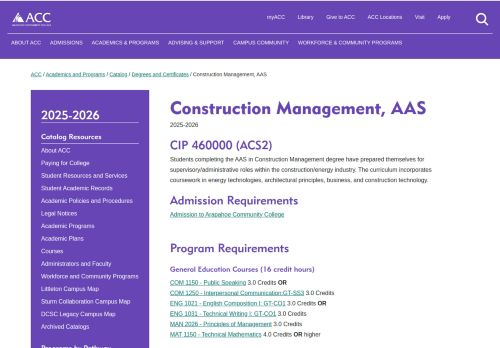 ACC
myACC Library Give to ACC ACC Locations Visit Apply
ABOUT ACC ADMISSIONS ACADEMICS & PROGRAMS ADVISING & SUPPORT CAMPUS COMMUNITY WORKFORCE & COMMUNITY PROGRAMS
ACC / Academics and Programs / Catalog / Degrees and Certificates / Construction Management, AAS
2025-2026
Catalog Resources
About ACC
Paying for College
Student Resources and Services
Student Academic Records
Academic Policies and Procedures
Legal Notices
Academic Programs
Academic Plans
Courses
Administrators and Faculty
Workforce and Community Programs
Littleton Campus Map
Sturm Collaboration Campus Map
DCSC Legacy Campus Map
Archived Catalogs
Programs by Pathway
Construction Management, AAS
2025-2026
CIP 460000 (ACS2)
Students completing the AAS in Construction Management degree have prepared themselves for
supervisory/administrative roles within the construction/energy industry. The curriculum incorporates
coursework in energy technologies, architectural principles, business, and construction technology.
Admission Requirements
Admission to Arapahoe Community College
Program Requirements
General Education Courses (16 credit hours)
COM 1150 - Public Speaking 3.0 Credits OR
COM 1250 - Interpersonal Communication:GT-SS3 3.0 Credits
ENG 1021 - English Composition I: GT-CO1 3.0 Credits OR
ENG 1031 - Technical Writing I: GT-CO1 3.0 Credits
MAN 2026 - Principles of Management 3.0 Credits
MAT 1150 - Technical Mathematics 4.0 Credits OR higher